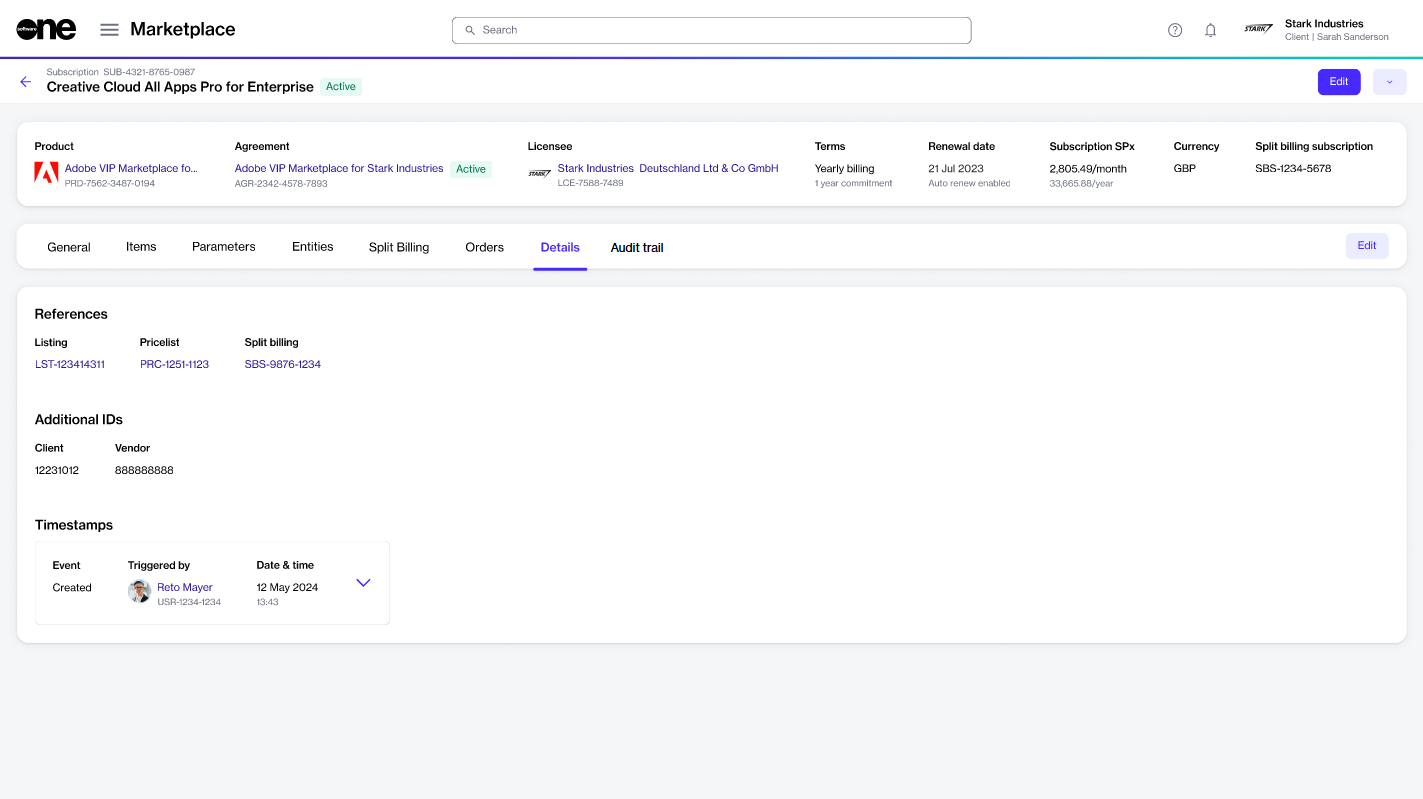 software one
Marketplace
Search
STARK
Stark Industries
Client | Sarah Sanderson
Subscription SUB-4321-8765-0987
Creative Cloud All Apps Pro for Enterprise Active
Edit
Product
Adobe VIP Marketplace fo...
PRD-7562-3487-0194
Agreement
Adobe VIP Marketplace for Stark Industries Active
AGR-2342-4578-7893
Licensee
STARK
Stark Industries Deutschland Ltd & Co GmbH
LCE-7588-7489
Terms
Yearly billing
1 year commitment
Renewal date
21 Jul 2023
Auto renew enabled
Subscription SPx
2,805.49/month
33,665.88/year
Currency
GBP
Split billing subscription
SBS-1234-5678
General Items Parameters Entities Split Billing Orders Details Audit trail Edit
References
Listing Pricelist Split billing
LST-123414311 PRC-1251-1123 SBS-9876-1234
Additional IDs
Client Vendor
12231012 888888888
Timestamps
Event Triggered by Date & time
Created Reto Mayer 12 May 2024
USR-1234-1234 13:43